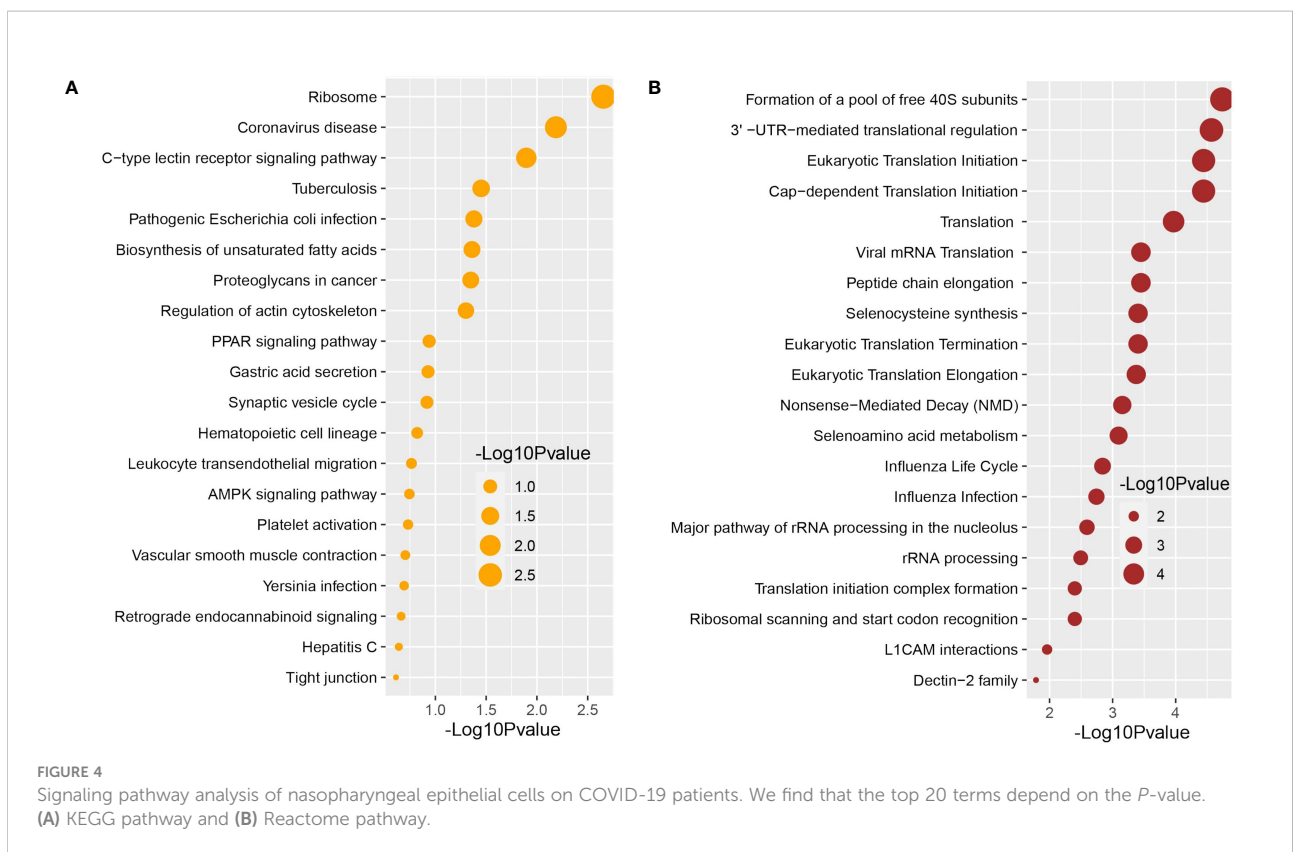 A
Ribosome
Coronavirus disease
C−type lectin receptor signaling pathway
Tuberculosis
Pathogenic Escherichia coli infection
Biosynthesis of unsaturated fatty acids
Proteoglycans in cancer
Regulation of actin cytoskeleton
PPAR signaling pathway
Gastric acid secretion
Synaptic vesicle cycle
Hematopoietic cell lineage
Leukocyte transendothelial migration
AMPK signaling pathway
Platelet activation
Vascular smooth muscle contraction
Yersinia infection
Retrograde endocannabinoid signaling
Hepatitis C
Tight junction
-Log10Pvalue
1.0
1.5
2.0
2.5
1.0 1.5 2.0 2.5
-Log10Pvalue
B
Formation of a pool of free 40S subunits
3' −UTR−mediated translational regulation
Eukaryotic Translation Initiation
Cap−dependent Translation Initiation
Translation
Viral mRNA Translation
Peptide chain elongation
Selenocysteine synthesis
Eukaryotic Translation Termination
Eukaryotic Translation Elongation
Nonsense−Mediated Decay (NMD)
Selenoamino acid metabolism
Influenza Life Cycle
Influenza Infection
Major pathway of rRNA processing in the nucleolus
rRNA processing
Translation initiation complex formation
Ribosomal scanning and start codon recognition
L1CAM interactions
Dectin−2 family
-Log10Pvalue
2
3
4
2 3 4
-Log10Pvalue
FIGURE 4
Signaling pathway analysis of nasopharyngeal epithelial cells on COVID-19 patients. We find that the top 20 terms depend on the P-value.
(A) KEGG pathway and (B) Reactome pathway.